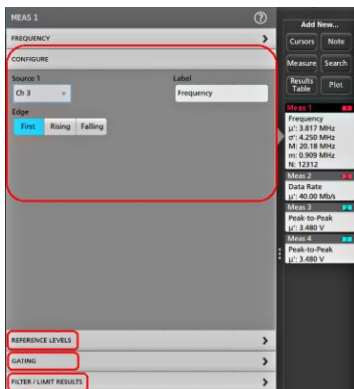 MEAS 1
?
FREQUENCY
CONFIGURE
Source 1
Label
Ch 3
Frequency
Edge
First Rising Falling
REFERENCE LEVELS
GATING
FILTER / LIMIT RESULTS
Add New...
Cursors Note
Measure Search
Results Table Plot
Meas 1
Frequency
μ': 3.817 MHz
σ': 4.250 MHz
M: 20.18 MHz
m: 0.909 MHz
N: 12312
Meas 2
Data Rate
μ': 40.00 Mb/s
Meas 3
Peak-to-Peak
μ': 3.480 V
Meas 4
Peak-to-Peak
μ': 3.480 V